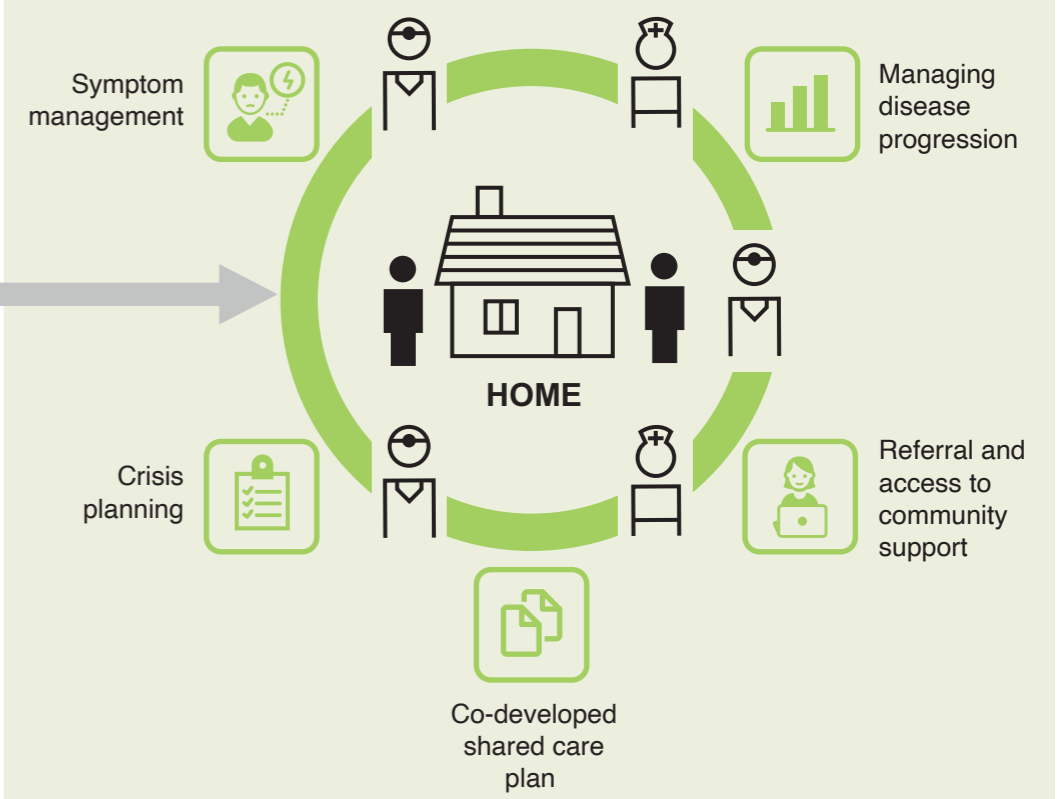 Symptom
management
Managing
disease
progression
HOME
Crisis
planning
Referral and
access to
community
support
Co-developed
shared care
plan